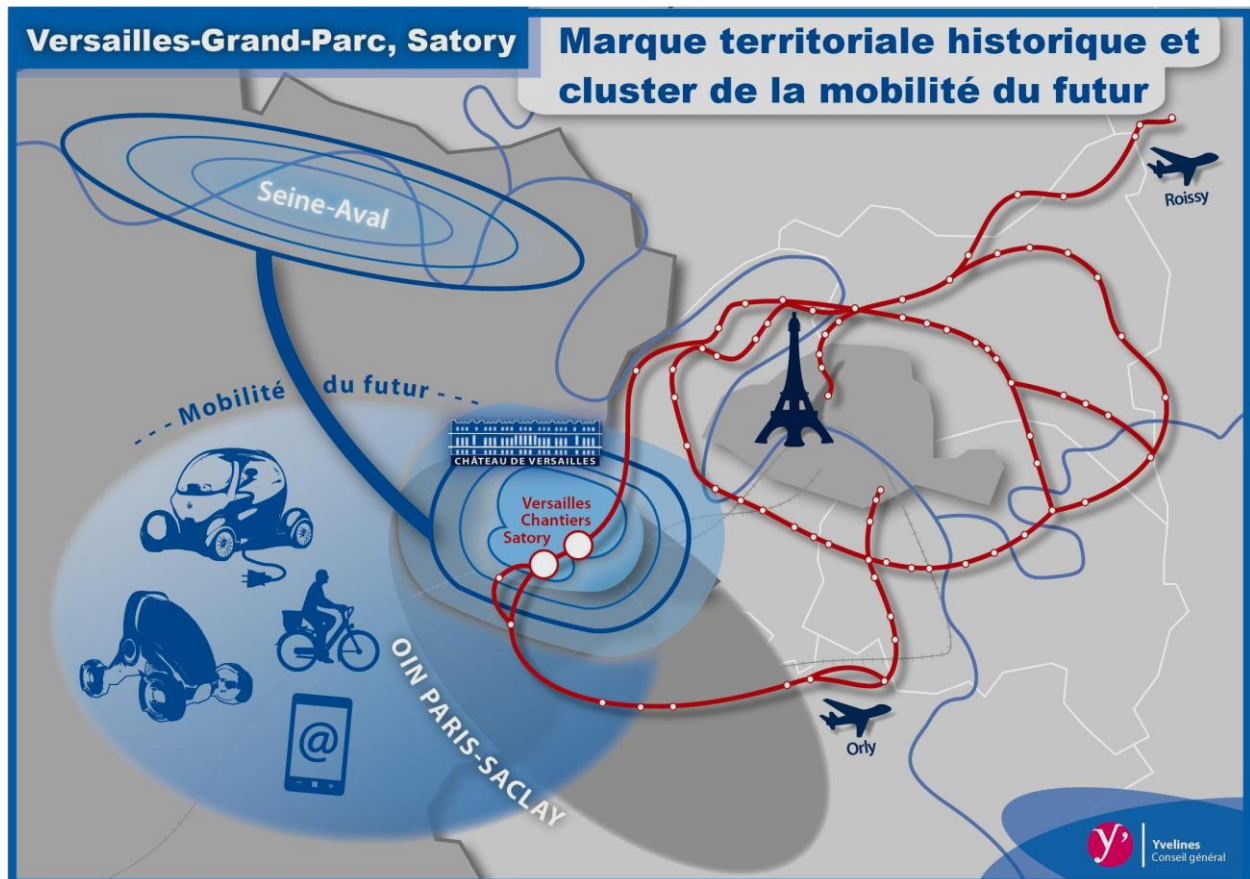 Versailles-Grand-Parc, Satory
Marque territoriale historique et
cluster de la mobilité du futur
Roissy
Seine-Aval
--- Mobilité du futur ---
CHÂTEAU DE VERSAILLES
Versailles
Chantiers
Satory
OIN PARIS-SACLAY
@
Orly
y'
Yvelines
Conseil général